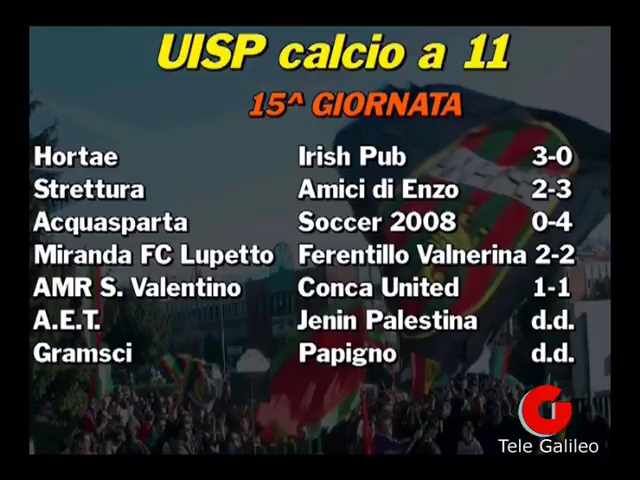 UISP calcio a 11
15^ GIORNATA
Hortae Irish Pub 3-0
Strettura Amici di Enzo 2-3
Acquasparta Soccer 2008 0-4
Miranda FC Lupetto Ferentillo Valnerina 2-2
AMR S. Valentino Conca United 1-1
A.E.T. Jenin Palestina d.d.
Gramsci Papigno d.d.
Tele Galileo